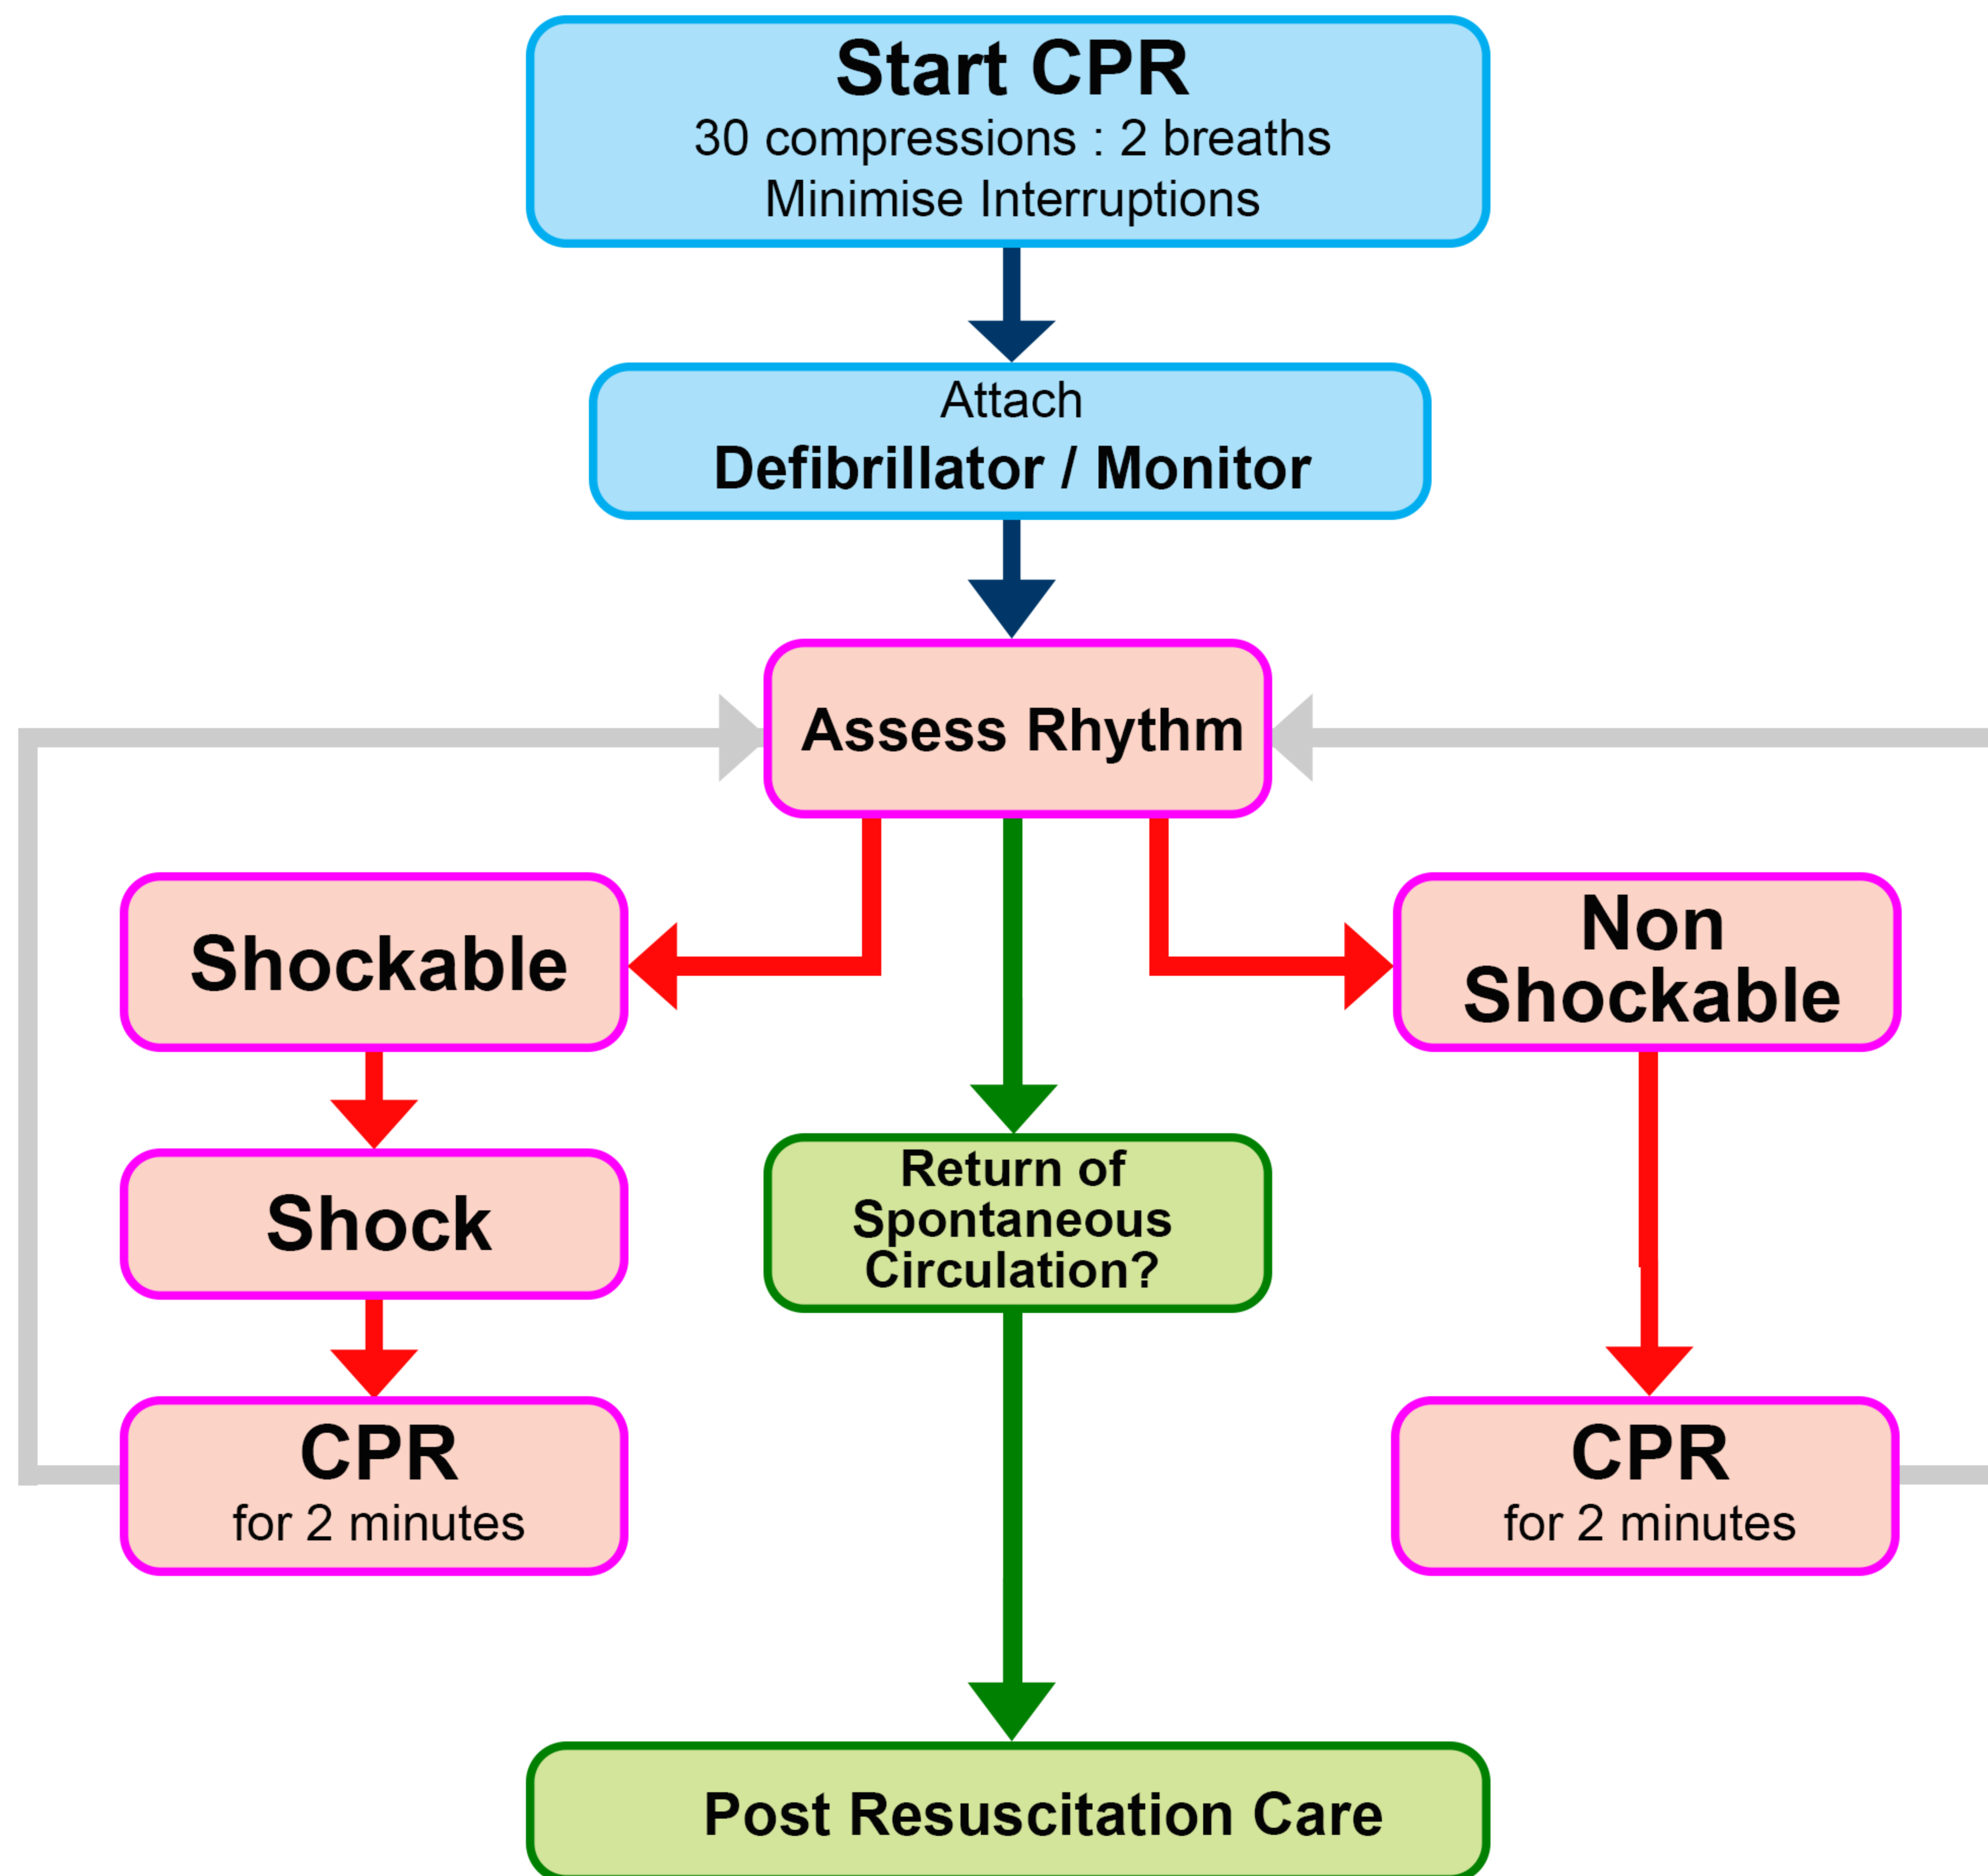 Start CPR
30 compressions : 2 breaths
Minimise Interruptions
Attach
Defibrillator / Monitor
Assess Rhythm
Shockable
Non
Shockable
Return of
Spontaneous
Circulation?
Shock
CPR
for 2 minutes
CPR
for 2 minutes
Post Resuscitation Care